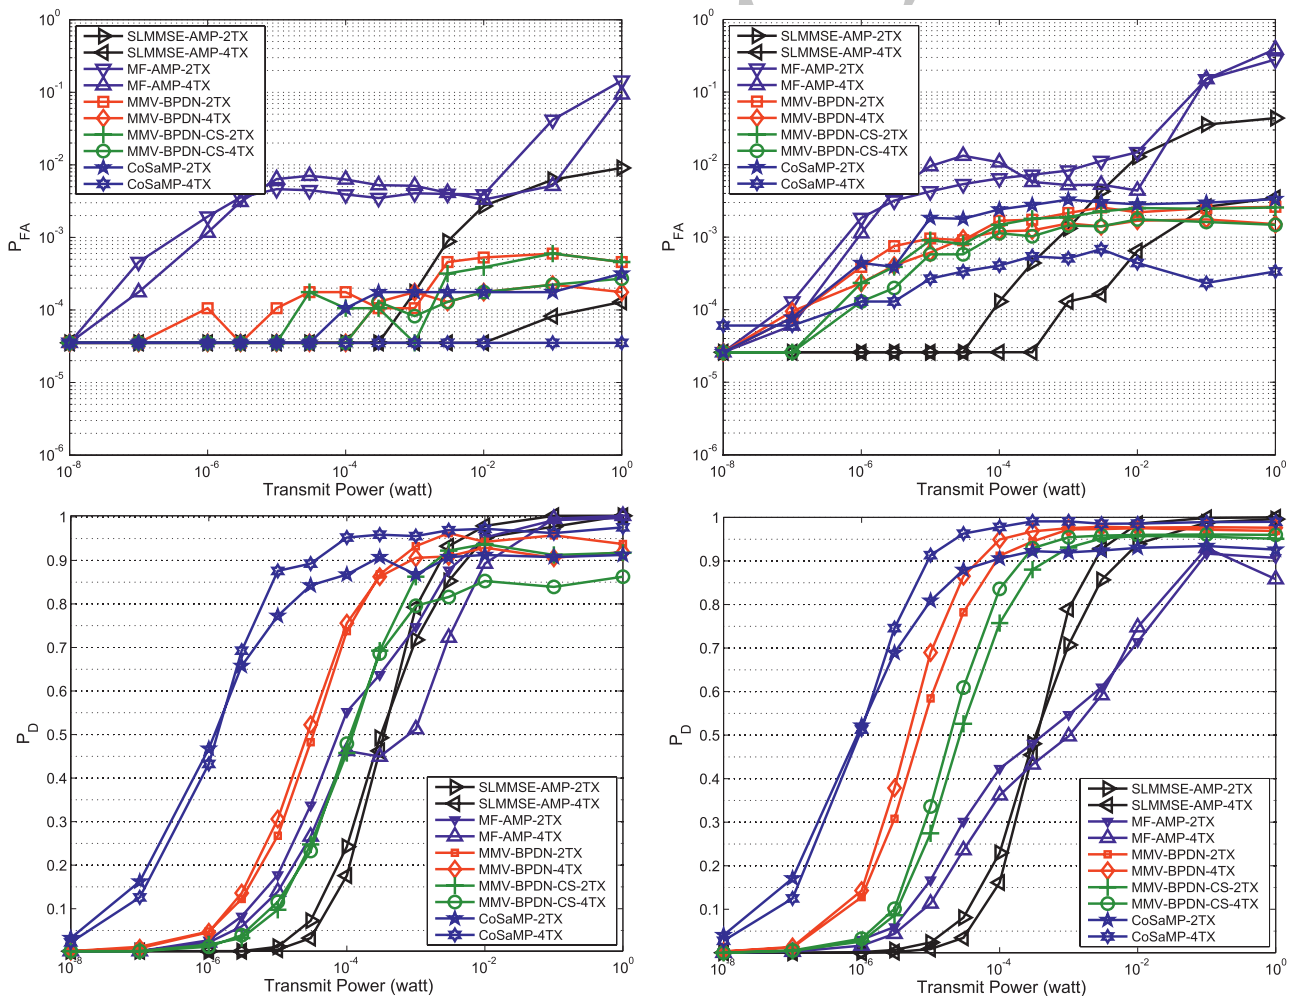 10^0
10^-1
10^-2
10^-3
10^-4
10^-5
10^-6
P_FA
SLMMSE-AMP-2TX
SLMMSE-AMP-4TX
MF-AMP-2TX
MF-AMP-4TX
MMV-BPDN-2TX
MMV-BPDN-4TX
MMV-BPDN-CS-2TX
MMV-BPDN-CS-4TX
CoSaMP-2TX
CoSaMP-4TX
10^-8 10^-6 10^-4 10^-2 10^0
Transmit Power (watt)
10^0
10^-1
10^-2
10^-3
10^-4
10^-5
10^-6
P_FA
SLMMSE-AMP-2TX
SLMMSE-AMP-4TX
MF-AMP-2TX
MF-AMP-4TX
MMV-BPDN-2TX
MMV-BPDN-4TX
MMV-BPDN-CS-2TX
MMV-BPDN-CS-4TX
CoSaMP-2TX
CoSaMP-4TX
10^-8 10^-6 10^-4 10^-2 10^0
Transmit Power (watt)
1
0.9
0.8
0.7
0.6
0.5
0.4
0.3
0.2
0.1
P_D
SLMMSE-AMP-2TX
SLMMSE-AMP-4TX
MF-AMP-2TX
MF-AMP-4TX
MMV-BPDN-2TX
MMV-BPDN-4TX
MMV-BPDN-CS-2TX
MMV-BPDN-CS-4TX
CoSaMP-2TX
CoSaMP-4TX
10^-8 10^-6 10^-4 10^-2 10^0
Transmit Power (watt)
1
0.9
0.8
0.7
0.6
0.5
0.4
0.3
0.2
0.1
P_D
SLMMSE-AMP-2TX
SLMMSE-AMP-4TX
MF-AMP-2TX
MF-AMP-4TX
MMV-BPDN-2TX
MMV-BPDN-4TX
MMV-BPDN-CS-2TX
MMV-BPDN-CS-4TX
CoSaMP-2TX
CoSaMP-4TX
10^-8 10^-6 10^-4 10^-2 10^0
Transmit Power (watt)